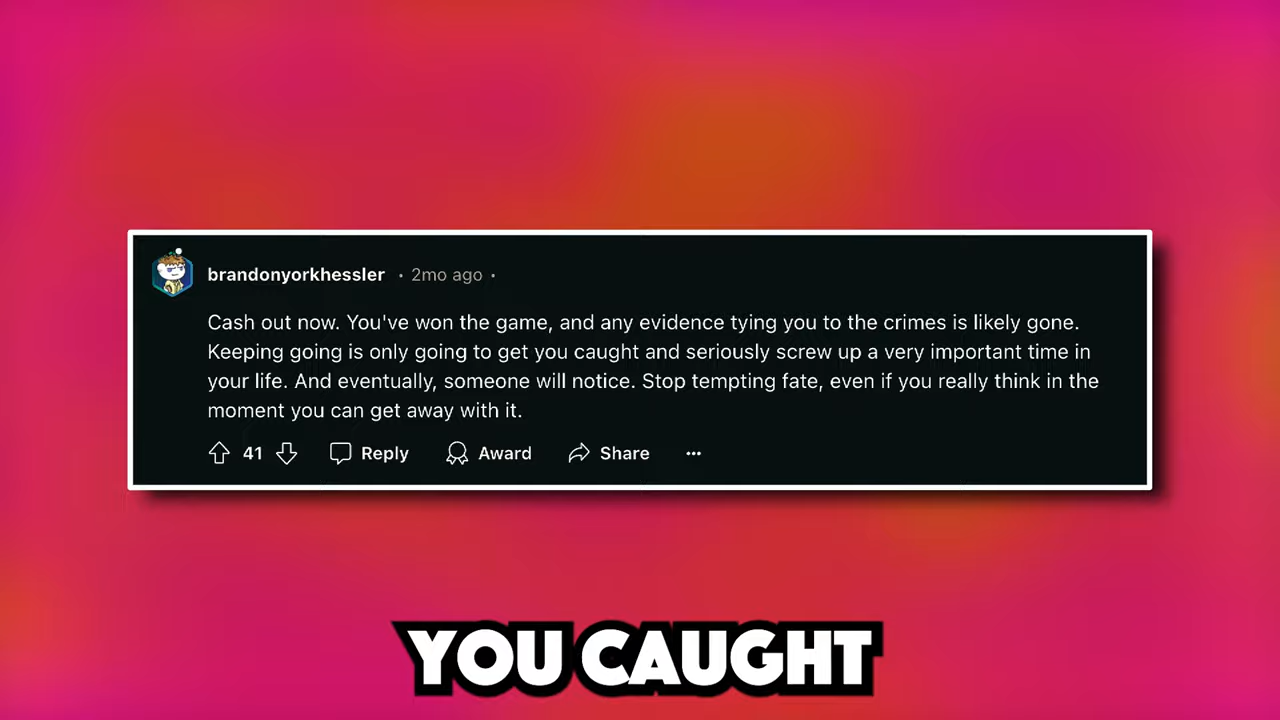 brandonyorkhessler · 2mo ago ·
Cash out now. You've won the game, and any evidence tying you to the crimes is likely gone.
Keeping going is only going to get you caught and seriously screw up a very important time in
your life. And eventually, someone will notice. Stop tempting fate, even if you really think in the
moment you can get away with it.
41 Reply Award Share ...
YOU CAUGHT